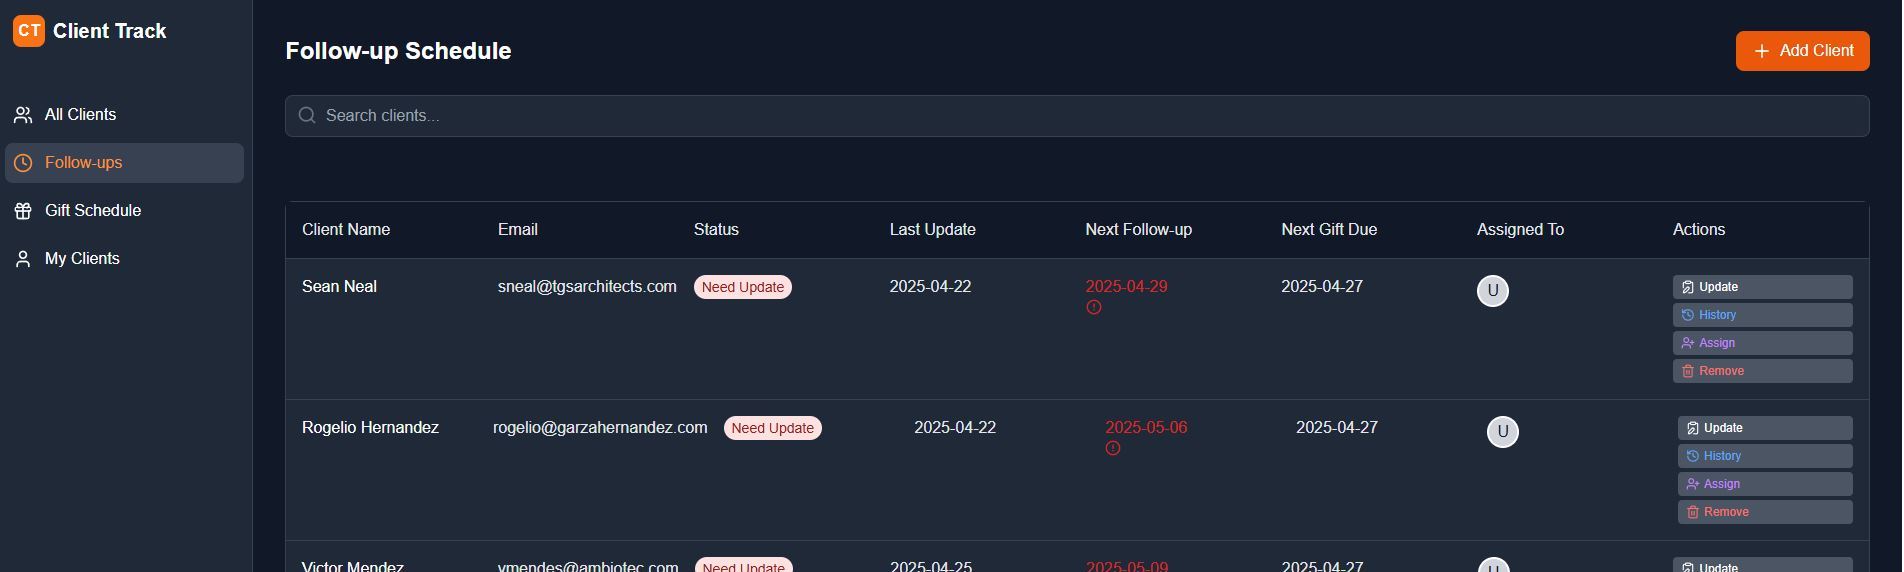 CT Client Track
All Clients
Follow-ups
Gift Schedule
My Clients
Follow-up Schedule
Add Client
Search clients...
Client Name Email Status Last Update Next Follow-up Next Gift Due Assigned To Actions
Sean Neal sneal@tgsarchitects.com Need Update 2025-04-22 2025-04-29 2025-04-27 U Update
History
Assign
Remove
Rogelio Hernandez rogelio@garzahernandez.com Need Update 2025-04-22 2025-05-06 2025-04-27 U Update
History
Assign
Remove
Victor Mendez vmendes@ambiotec.com Need Update 2025-04-25 2025-05-09 2025-04-27 U Update